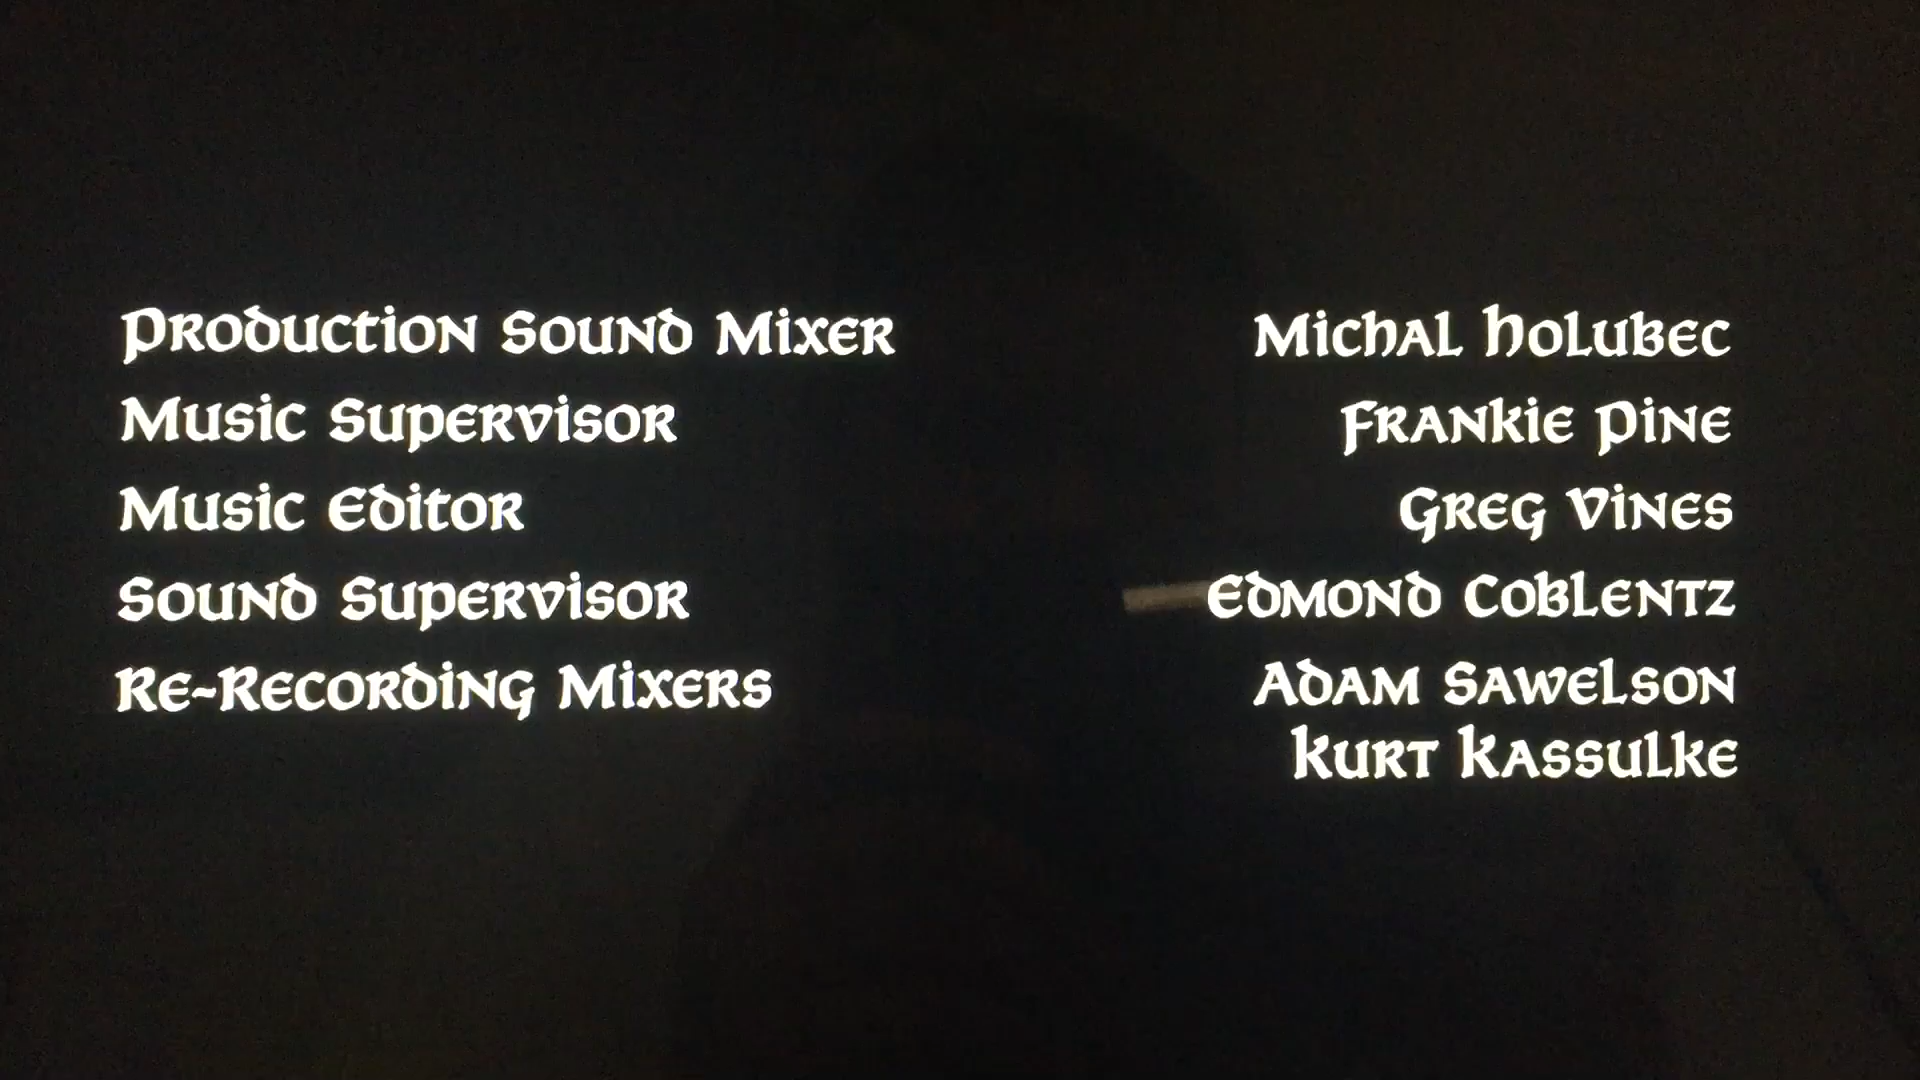 Production Sound Mixer Michal Holubec
Music Supervisor Frankie Pine
Music Editor Greg Vines
Sound Supervisor Edmond Coblentz
Re-Recording Mixers Adam Sawelson
Kurt Kassulke